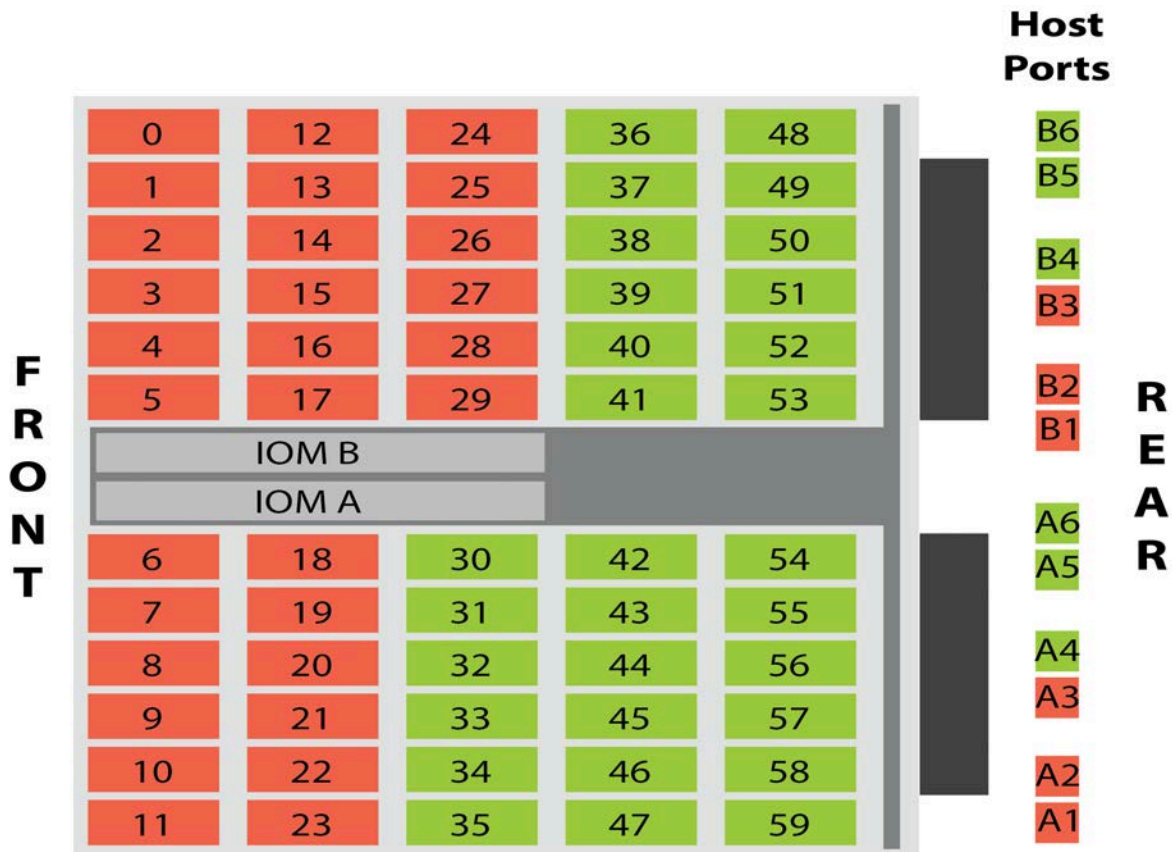 Host
Ports
0 12 24 36 48 B6
1 13 25 37 49 B5
2 14 26 38 50 B4
3 15 27 39 51 B3
4 16 28 40 52
5 17 29 41 53 B2
IOM B B1
IOM A
6 18 30 42 54 A6
7 19 31 43 55 A5
8 20 32 44 56 A4
9 21 33 45 57 A3
10 22 34 46 58 A2
11 23 35 47 59 A1
FRONT
REAR